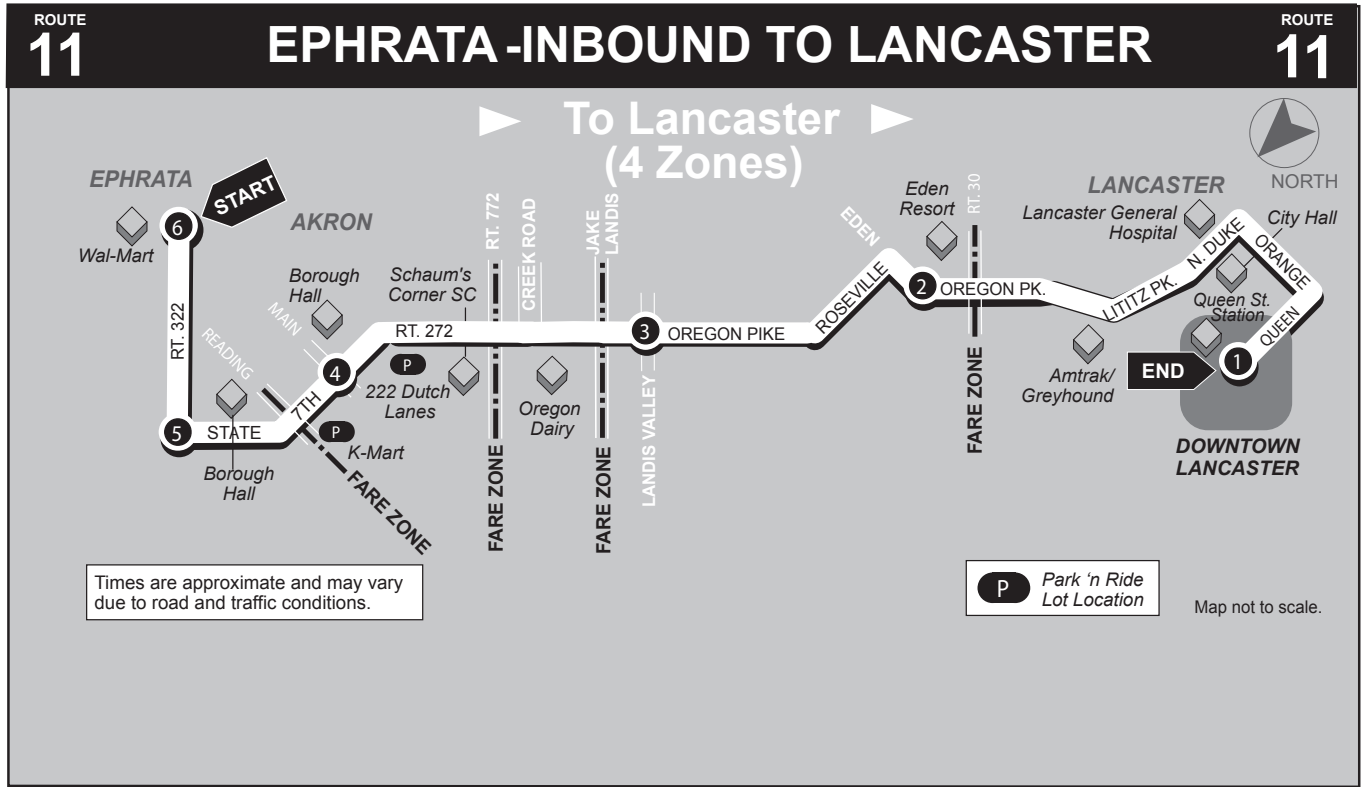 ROUTE
11
EPHRATA-INBOUND TO LANCASTER
ROUTE
11
To Lancaster
(4 Zones)
NORTH
EPHRATA
START
6
Wal-Mart
AKRON
RT. 322
5
STATE
Borough
Hall
READING
7TH
FARE ZONE
P
K-Mart
MAIN
Borough
Hall
4
RT. 272
P
222 Dutch
Lanes
Schaum's
Corner SC
RT. 772
FARE ZONE
CREEK ROAD
Oregon
Dairy
JAKE
LANDIS
FARE ZONE
3
LANDIS VALLEY
OREGON PIKE
ROSEVILLE
EDEN
2
Eden
Resort
OREGON PK.
RT. 30
FARE ZONE
LITITZ PK.
Amtrak/
Greyhound
LANCASTER
Lancaster General
Hospital
N. DUKE
City Hall
ORANGE
Queen St.
Station
QUEEN
END
1
DOWNTOWN
LANCASTER
Times are approximate and may vary
due to road and traffic conditions.
P
Park ‘n Ride
Lot Location
Map not to scale.